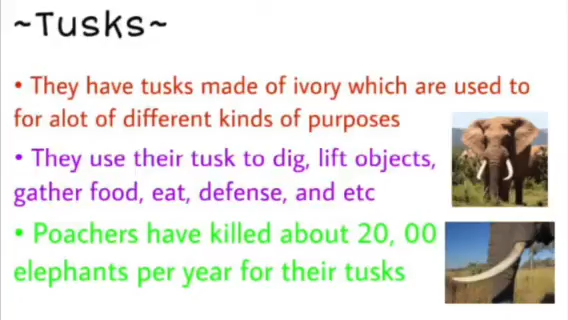 ~Tusks~
• They have tusks made of ivory which are used to
for alot of different kinds of purposes
• They use their tusk to dig, lift objects,
gather food, eat, defense, and etc
• Poachers have killed about 20, 00
elephants per year for their tusks